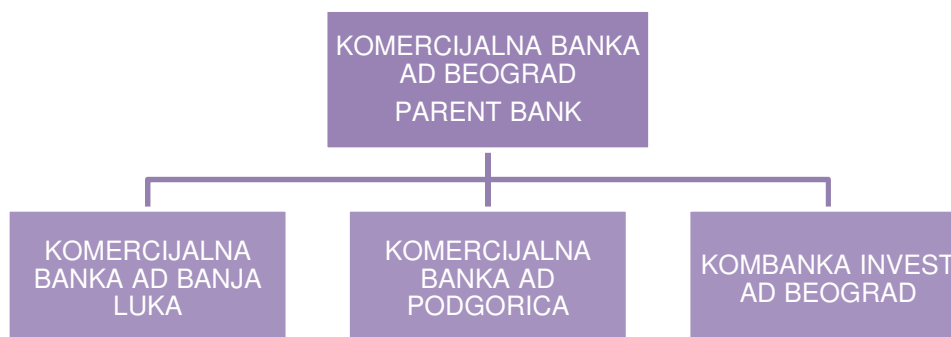 KOMERCIJALNA BANKA
AD BEOGRAD
PARENT BANK
KOMERCIJALNA
BANKA AD BANJA
LUKA
KOMERCIJALNA
BANKA AD
PODGORICA
KOMBANKA INVEST
AD BEOGRAD